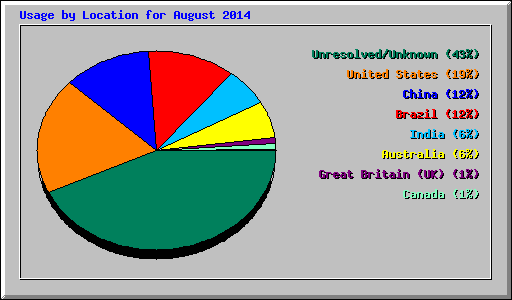 Usage by Location for August 2014
Unresolved/Unknown (43%)
United States (19%)
China (12%)
Brazil (12%)
India (6%)
Australia (6%)
Great Britain (UK) (1%)
Canada (1%)